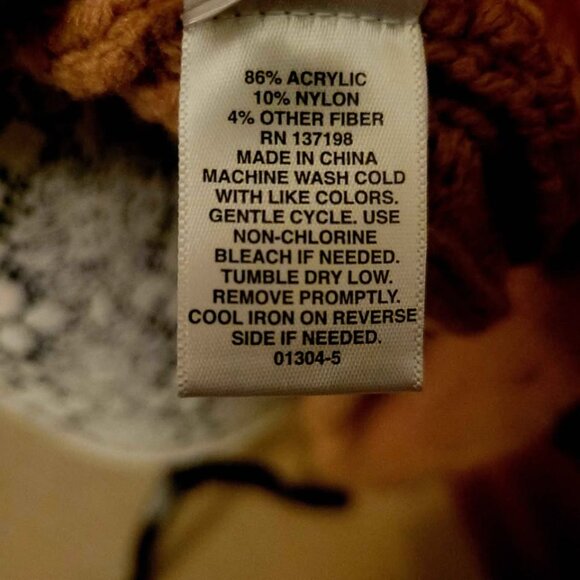 86% ACRYLIC
10% NYLON
4% OTHER FIBER
RN 137198
MADE IN CHINA
MACHINE WASH COLD
WITH LIKE COLORS.
GENTLE CYCLE. USE
NON-CHLORINE
BLEACH IF NEEDED.
TUMBLE DRY LOW.
REMOVE PROMPTLY.
COOL IRON ON REVERSE
SIDE IF NEEDED.
01304-5